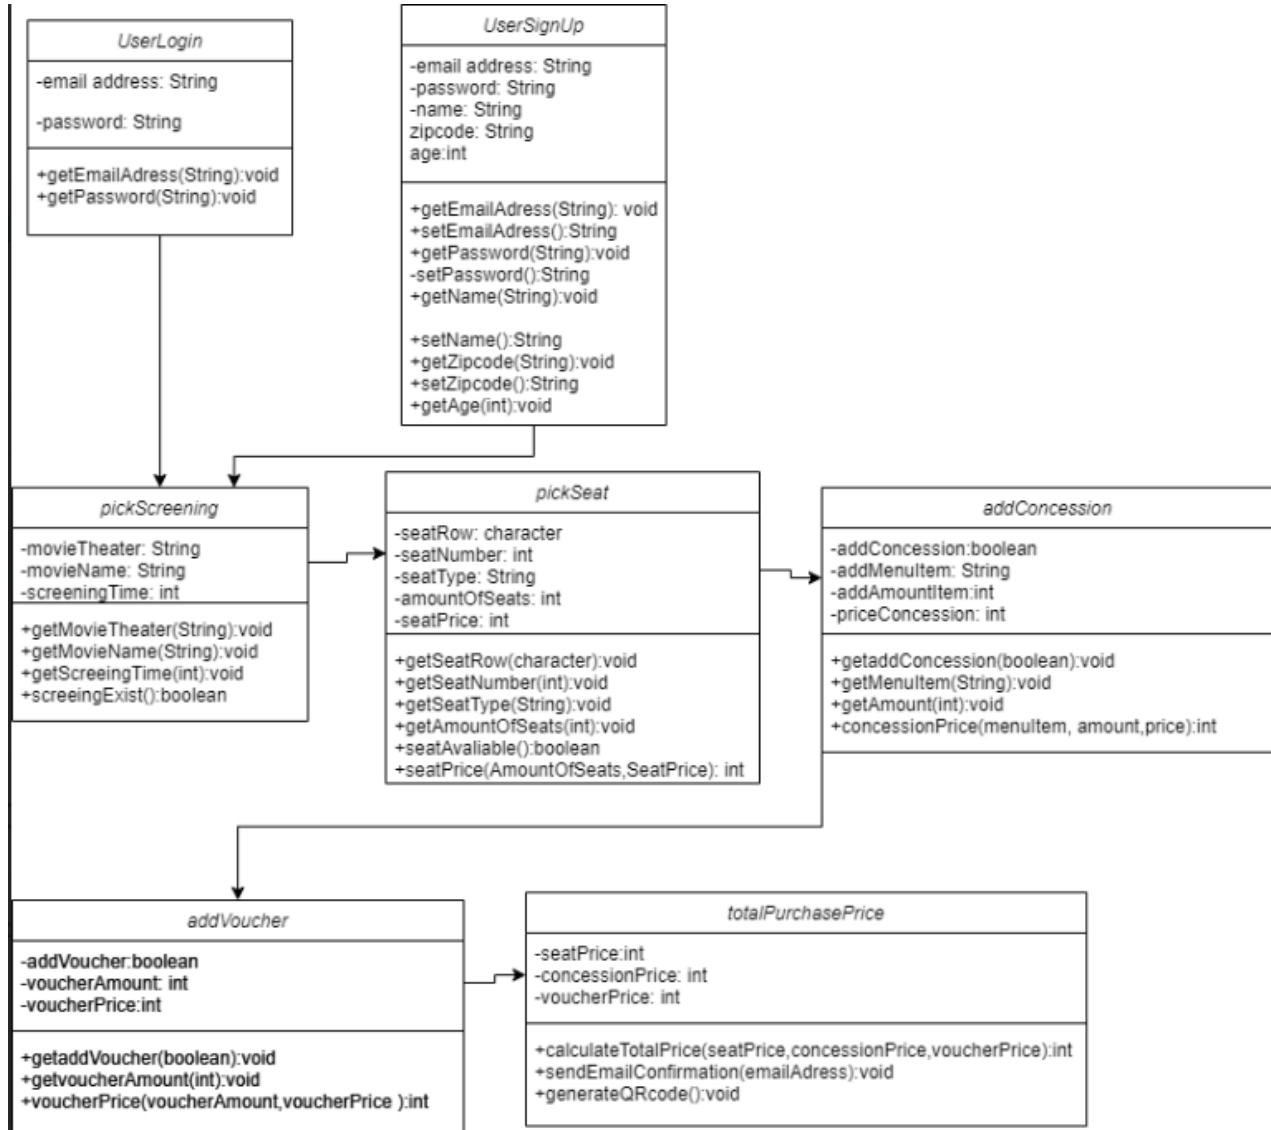 UserLogin
-email address: String
-password: String
+getEmailAdress(String):void
+getPassword(String):void
UserSignUp
-email address: String
-password: String
-name: String
zipcode: String
age:int
+getEmailAdress(String): void
+setEmailAdress():String
+getPassword(String):void
-setPassword():String
+getName(String):void
+setName():String
+getZipcode(String):void
+setZipcode():String
+getAge(int):void
pickScreening
-movieTheater: String
-movieName: String
-screeningTime: int
+getMovieTheater(String):void
+getMovieName(String):void
+getScreeingTime(int):void
+screeingExist():boolean
pickSeat
-seatRow: character
-seatNumber: int
-seatType: String
-amountOfSeats: int
-seatPrice: int
+getSeatRow(character):void
+getSeatNumber(int):void
+getSeatType(String):void
+getAmountOfSeats(int):void
+seatAvaliable():boolean
+seatPrice(AmountOfSeats,SeatPrice): int
addConcession
-addConcession:boolean
-addMenuItem: String
-addAmountItem:int
-priceConcession: int
+getaddConcession(boolean):void
+getMenuItem(String):void
+getAmount(int):void
+concessionPrice(menuItem, amount,price):int
addVoucher
-addVoucher:boolean
-voucherAmount: int
-voucherPrice:int
+getaddVoucher(boolean):void
+getvoucherAmount(int):void
+voucherPrice(voucherAmount,voucherPrice ):int
totalPurchasePrice
-seatPrice:int
-concessionPrice: int
-voucherPrice: int
+calculateTotalPrice(seatPrice,concessionPrice,voucherPrice):int
+sendEmailConfirmation(emailAdress):void
+generateQRcode():void